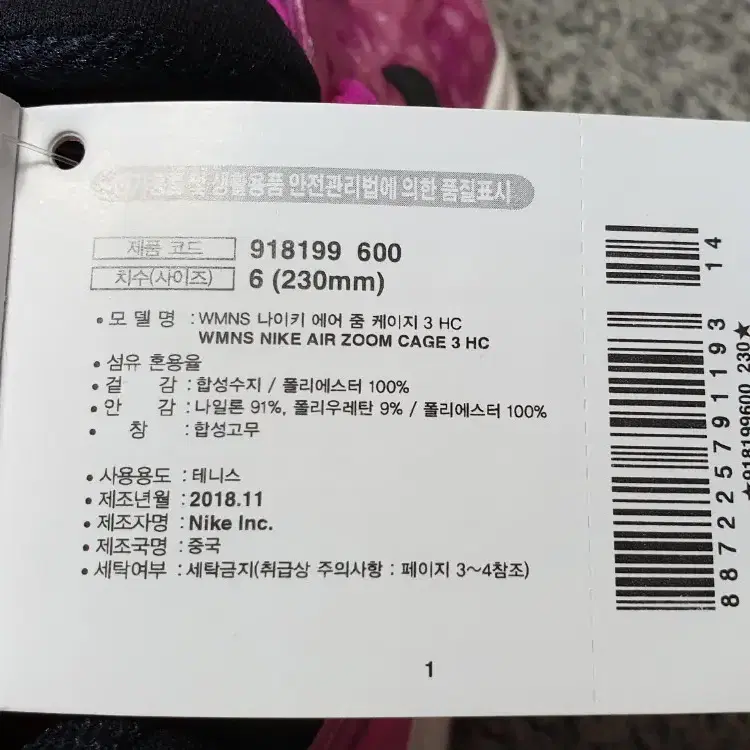 생활용품 안전관리법에 의한 품질표시
제품 코드 918199 600
치수(사이즈) 6 (230mm)
• 모 델 명 : WMNS 나이키 에어 줌 케이지 3 HC
WMNS NIKE AIR ZOOM CAGE 3 HC
• 섬유 혼용율
• 겉 감 : 합성수지 / 폴리에스터 100%
• 안 감 : 나일론 91%, 폴리우레탄 9% / 폴리에스터 100%
• 창 : 합성고무
• 사용용도 : 테니스
• 제조년월 : 2018.11
• 제조자명 : Nike Inc.
• 제조국명 : 중국
• 세탁여부 : 세탁금지(취급상 주의사항 : 페이지 3~4참조)
1
14
887225791193
★918199600 230★